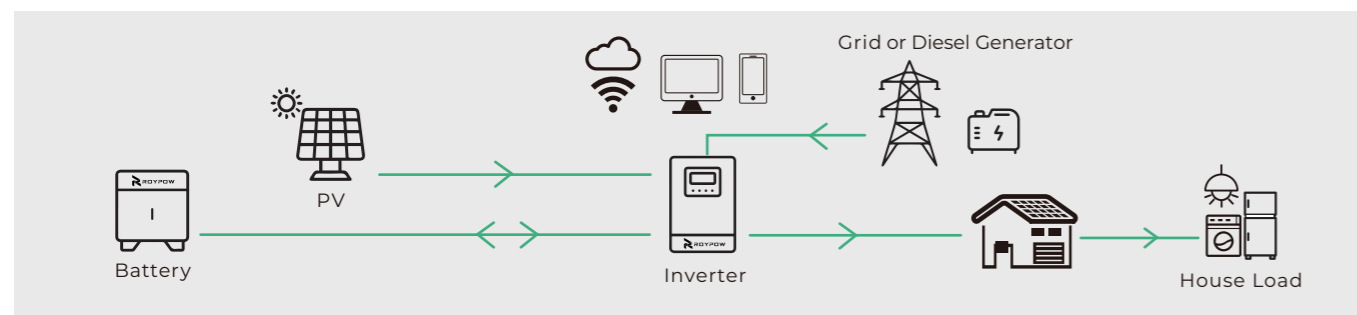 Grid or Diesel Generator
PV
ROYPOW
Battery
ROYPOW
Inverter
House Load